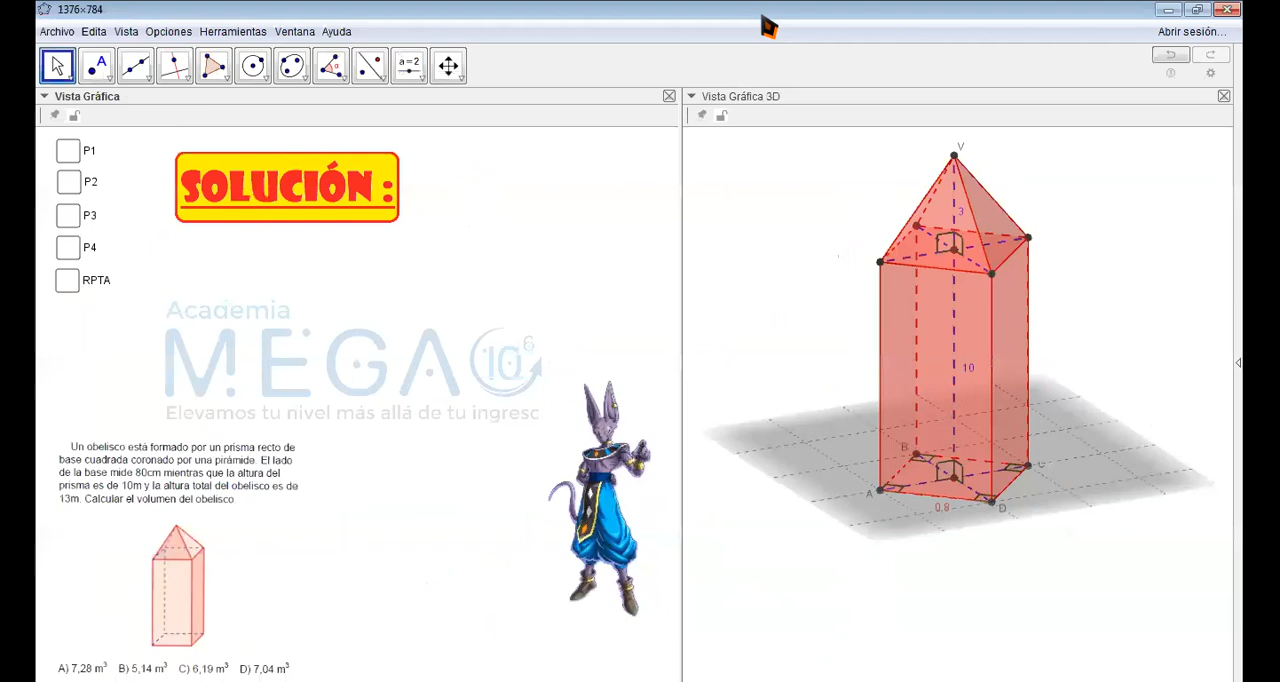 1376×784
Archivo Edita Vista Opciones Herramientas Ventana Ayuda
Abrir sesión...
A
a=2
Vista Gráfica
Vista Gráfica 3D
P1
P2
P3
P4
RPTA
SOLUCIÓN :
Academia
MEGA 10⁶
Elevamos tu nivel más allá de tu ingresc
Un obelisco está formado por un prisma recto de
base cuadrada coronado por una pirámide. El lado
de la base mide 80cm mientras que la altura del
prisma es de 10m y la altura total del obelisco es de
13m. Calcular el volumen del obelisco
A) 7,28 m³ B) 5,14 m³ C) 6,19 m³ D) 7,04 m³
V
3
10
B
C
A
0.8
D